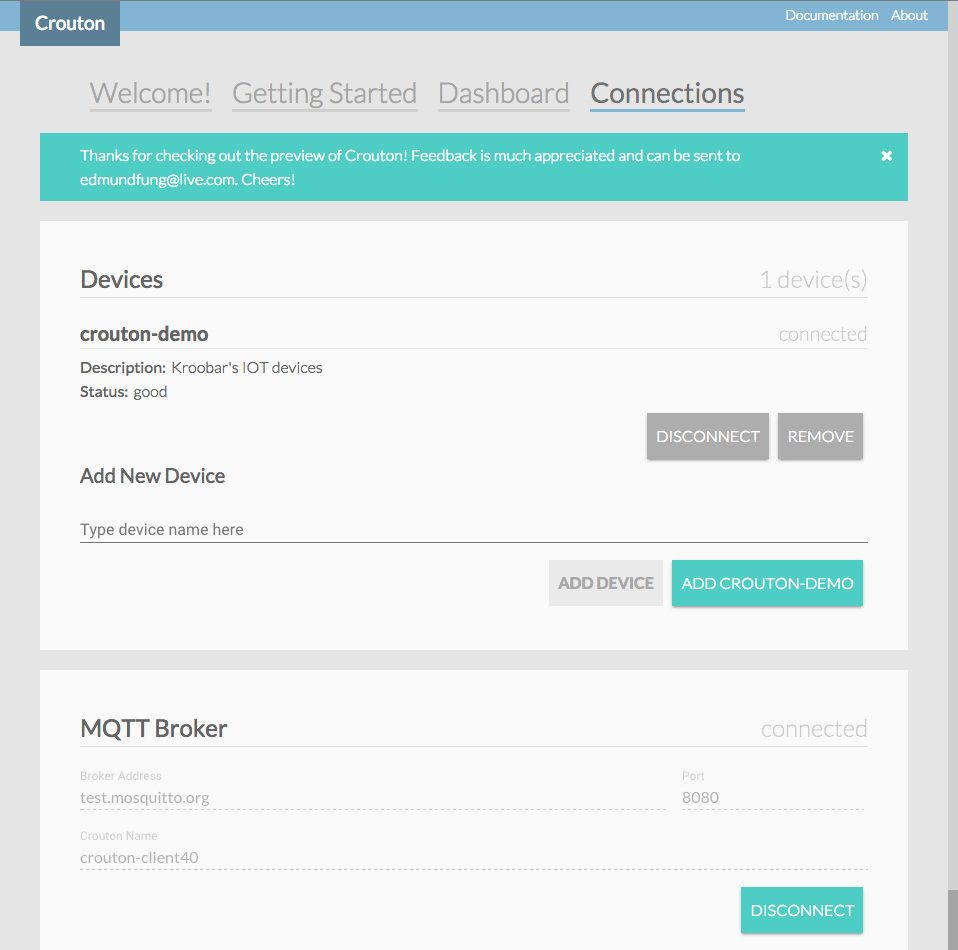 Crouton
Documentation About
Welcome! Getting Started Dashboard Connections
Thanks for checking out the preview of Crouton! Feedback is much appreciated and can be sent to
edmundfung@live.com. Cheers!
Devices 1 device(s)
crouton-demo connected
Description: Kroobar's IOT devices
Status: good
DISCONNECT REMOVE
Add New Device
Type device name here
ADD DEVICE ADD CROUTON-DEMO
MQTT Broker connected
Broker Address Port
test.mosquitto.org 8080
Crouton Name
crouton-client40
DISCONNECT